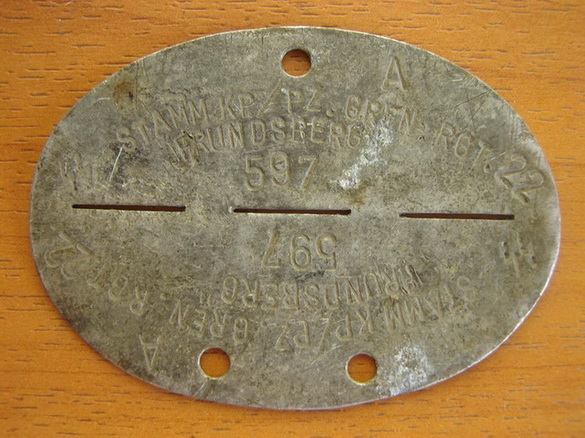 A
STAMM.KP/PZ.GREN.RGT.22
"FRUNDSBERG"
597
597
"FRUNDSBERG"
STAMM.KP/PZ.GREN.RGT.22
A